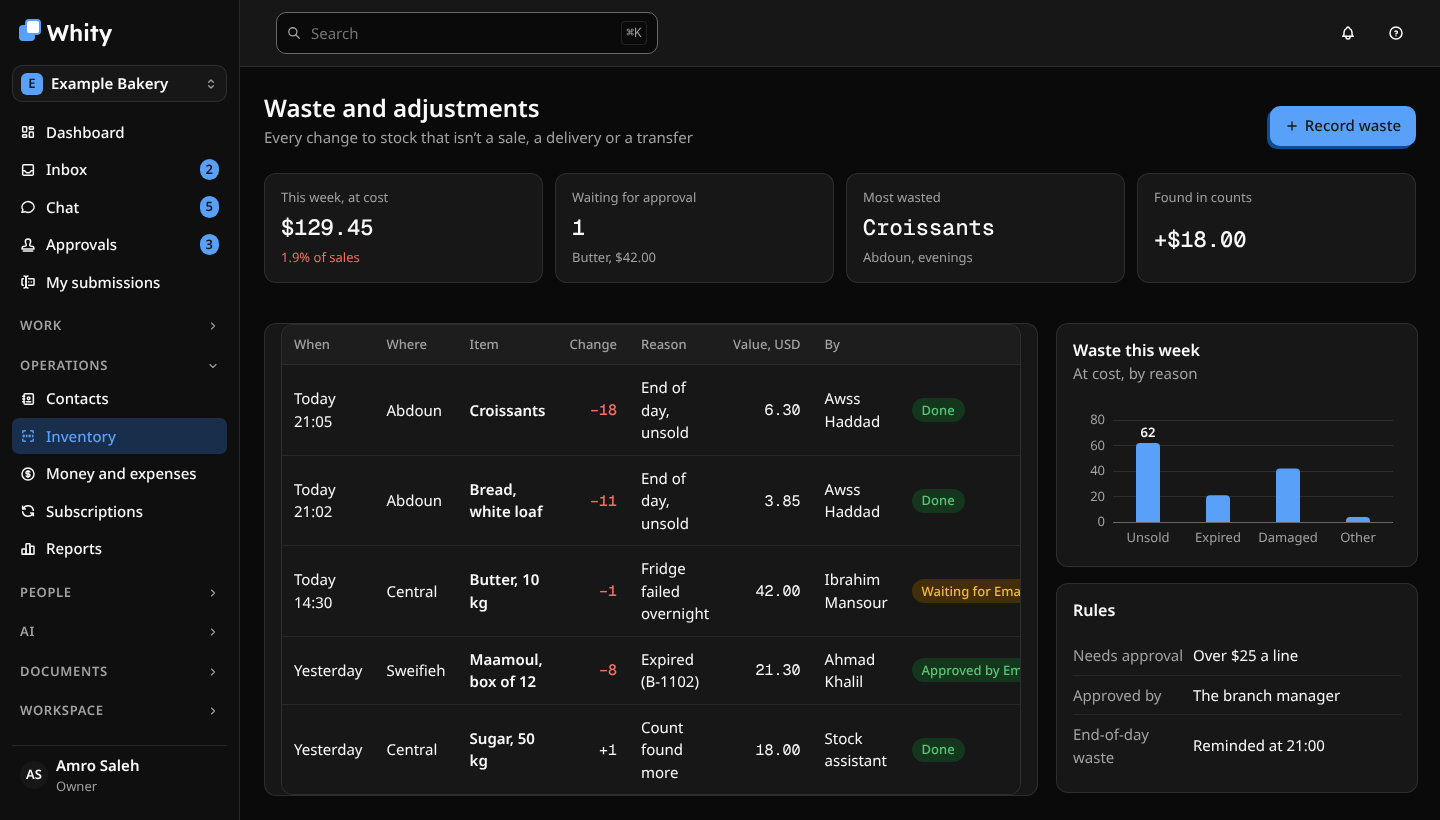 Whity
Search ⌘K
E Example Bakery
Dashboard
Inbox 2
Chat 5
Approvals 3
My submissions
WORK
OPERATIONS
Contacts
Inventory
Money and expenses
Subscriptions
Reports
PEOPLE
AI
DOCUMENTS
WORKSPACE
AS Amro Saleh
Owner
Waste and adjustments
Every change to stock that isn't a sale, a delivery or a transfer
+ Record waste
This week, at cost
$129.45
1.9% of sales
Waiting for approval
1
Butter, $42.00
Most wasted
Croissants
Abdoun, evenings
Found in counts
+$18.00
When Where Item Change Reason Value, USD By
Today
21:05
Abdoun
Croissants
−18
End of
day,
unsold
6.30
Awss
Haddad
Done
Today
21:02
Abdoun
Bread,
white loaf
−11
End of
day,
unsold
3.85
Awss
Haddad
Done
Today
14:30
Central
Butter, 10
kg
−1
Fridge
failed
overnight
42.00
Ibrahim
Mansour
Waiting for Ema
Yesterday
Sweifieh
Maamoul,
box of 12
−8
Expired
(B-1102)
21.30
Ahmad
Khalil
Approved by Em
Yesterday
Central
Sugar, 50
kg
+1
Count
found
more
18.00
Stock
assistant
Done
Waste this week
At cost, by reason
80
60
40
20
0
62
Unsold Expired Damaged Other
Rules
Needs approval Over $25 a line
Approved by The branch manager
End-of-day
waste
Reminded at 21:00